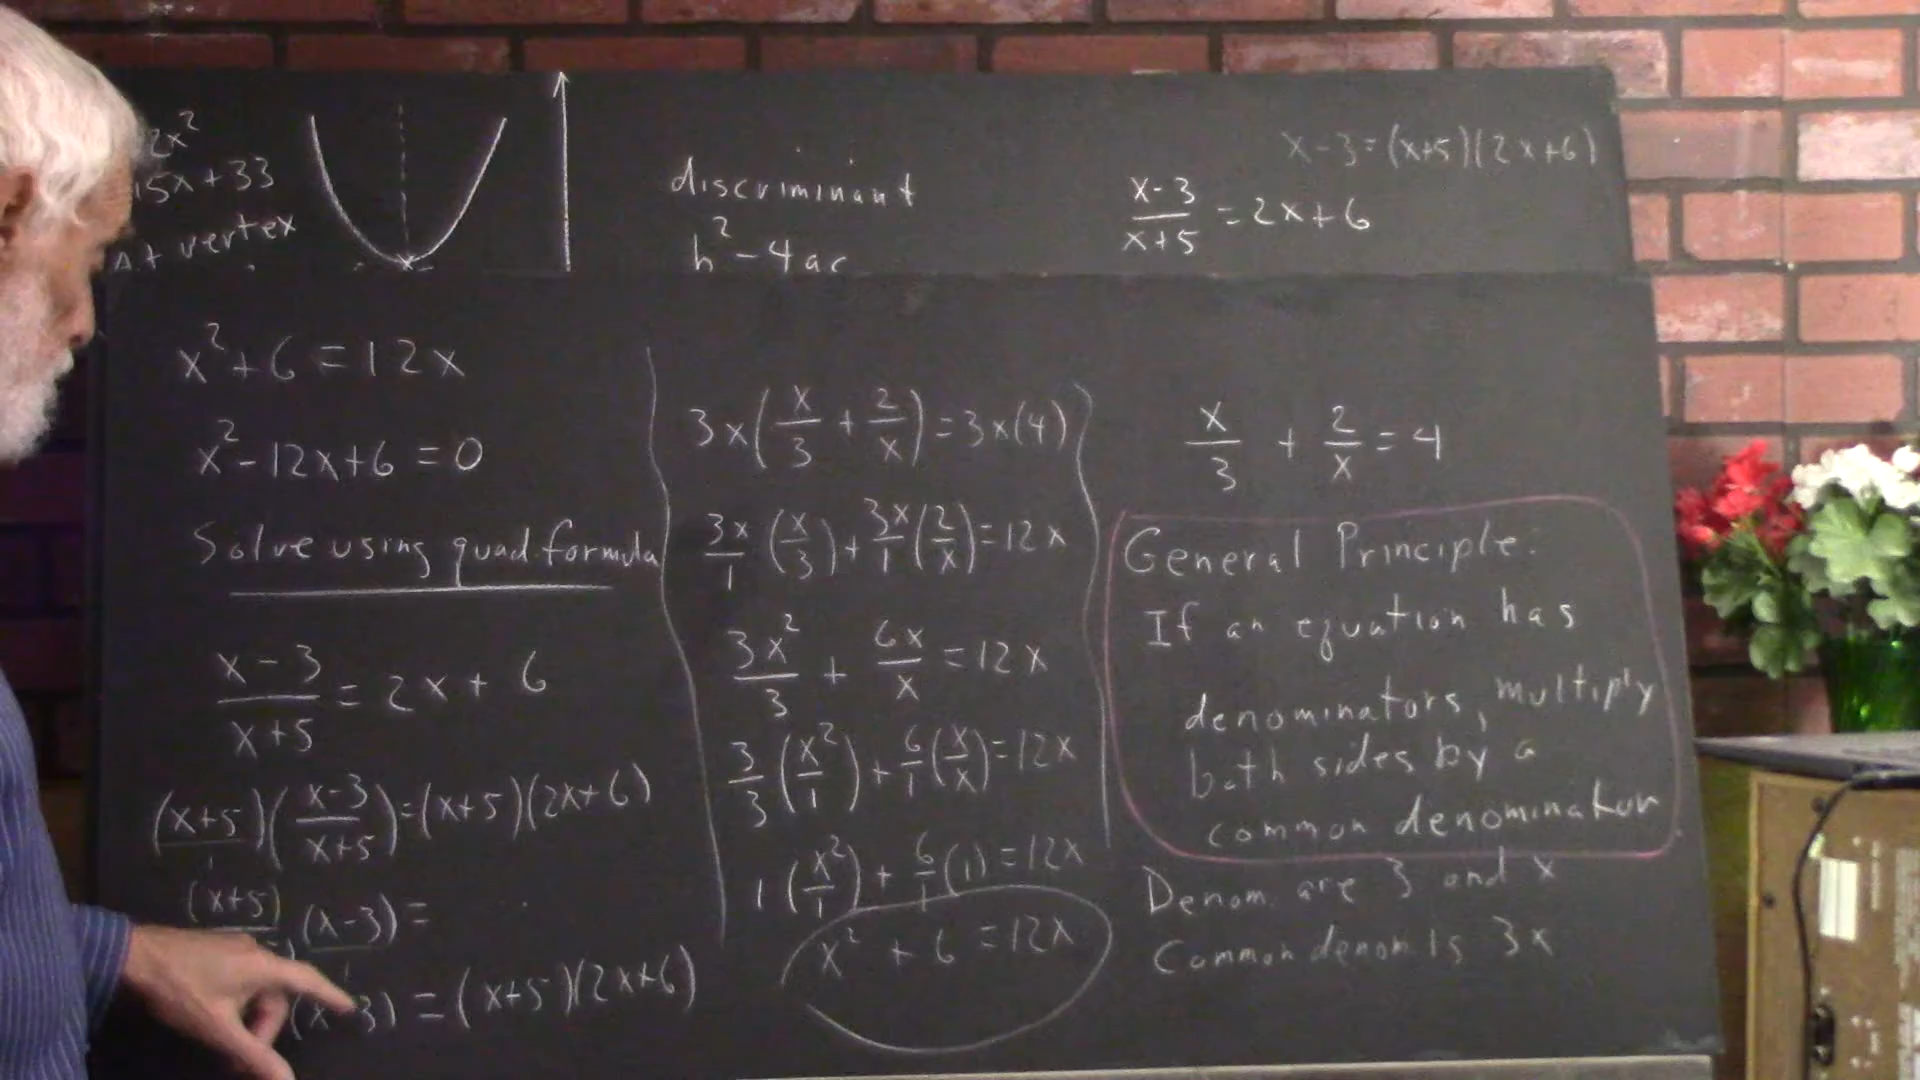 2x²
15x+33
At vertex
discriminant
b²-4ac
x-3=(x+5)(2x+6)
x-3
x+5
=2x+6
x²+6=12x
x²-12x+6=0
Solve using quad. formula
x-3
x+5
=2x+6
(x+5)/1 ((x-3)/(x+5))=(x+5)(2x+6)
(x+5)
(x-3)=
1
(x-3)=(x+5)(2x+6)
3x(x/3+2/x)=3x(4)
3x/1 (x/3)+3x/1(2/x)=12x
3x²/3+6x/x=12x
3/3(x²/1)+6/1(x/x)=12x
1(x²/1)+6/1(1)=12x
x²+6=12x
x/3+2/x=4
General Principle:
If an equation has
denominators, multiply
both sides by a
common denominator
Denom. are 3 and x
Common denom is 3x